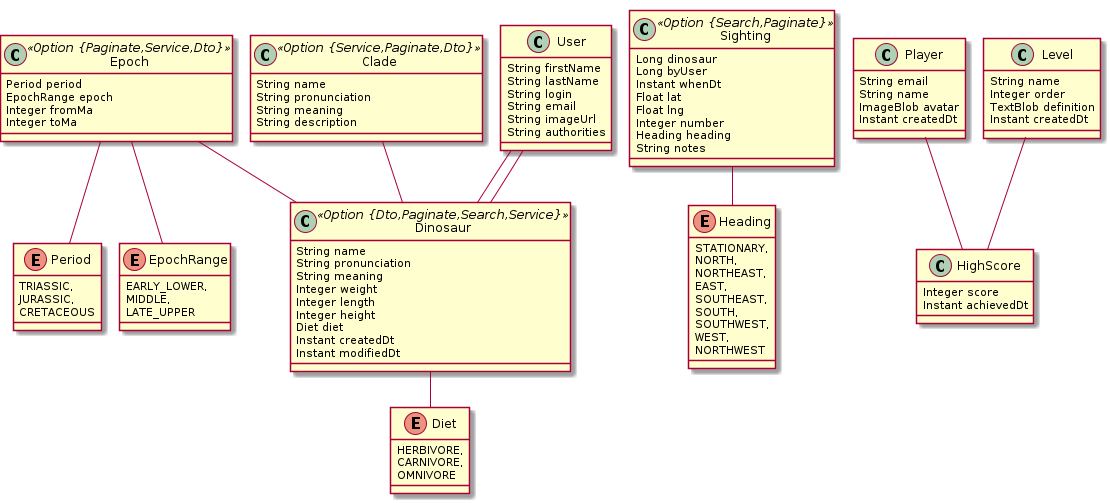 C «Option {Paginate,Service,Dto}»
Epoch
Period period
EpochRange epoch
Integer fromMa
Integer toMa
C «Option {Service,Paginate,Dto}»
Clade
String name
String pronunciation
String meaning
String description
C User
String firstName
String lastName
String login
String email
String imageUrl
String authorities
C «Option {Search,Paginate}»
Sighting
Long dinosaur
Long byUser
Instant whenDt
Float lat
Float lng
Integer number
Heading heading
String notes
C Player
String email
String name
ImageBlob avatar
Instant createdDt
C Level
String name
Integer order
TextBlob definition
Instant createdDt
E Period
TRIASSIC,
JURASSIC,
CRETACEOUS
E EpochRange
EARLY_LOWER,
MIDDLE,
LATE_UPPER
C «Option {Dto,Paginate,Search,Service}»
Dinosaur
String name
String pronunciation
String meaning
Integer weight
Integer length
Integer height
Diet diet
Instant createdDt
Instant modifiedDt
E Heading
STATIONARY,
NORTH,
NORTHEAST,
EAST,
SOUTHEAST,
SOUTH,
SOUTHWEST,
WEST,
NORTHWEST
C HighScore
Integer score
Instant achievedDt
E Diet
HERBIVORE,
CARNIVORE,
OMNIVORE